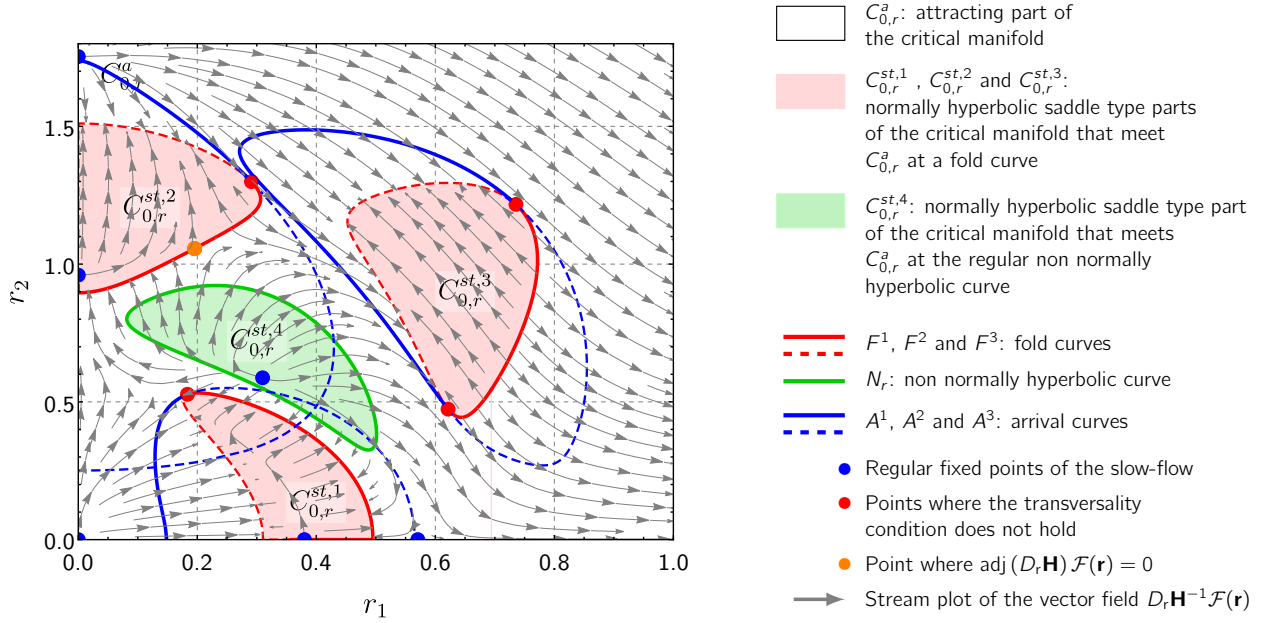 C^a_{0,r}
C^{st,2}_{0,r}
C^{st,3}_{0,r}
C^{st,4}_{0,r}
C^{st,1}_{0,r}
1.5
1.0
0.5
0.0
r_2
0.0 0.2 0.4 0.6 0.8 1.0
r_1
C^a_{0,r}: attracting part of
the critical manifold
C^{st,1}_{0,r} , C^{st,2}_{0,r} and C^{st,3}_{0,r}:
normally hyperbolic saddle type parts
of the critical manifold that meet
C^a_{0,r} at a fold curve
C^{st,4}_{0,r}: normally hyperbolic saddle type part
of the critical manifold that meets
C^a_{0,r} at the regular non normally
hyperbolic curve
F^1, F^2 and F^3: fold curves
N_r: non normally hyperbolic curve
A^1, A^2 and A^3: arrival curves
Regular fixed points of the slow-flow
Points where the transversality
condition does not hold
Point where adj (D_r H) F(r) = 0
Stream plot of the vector field D_r H^{-1} F(r)